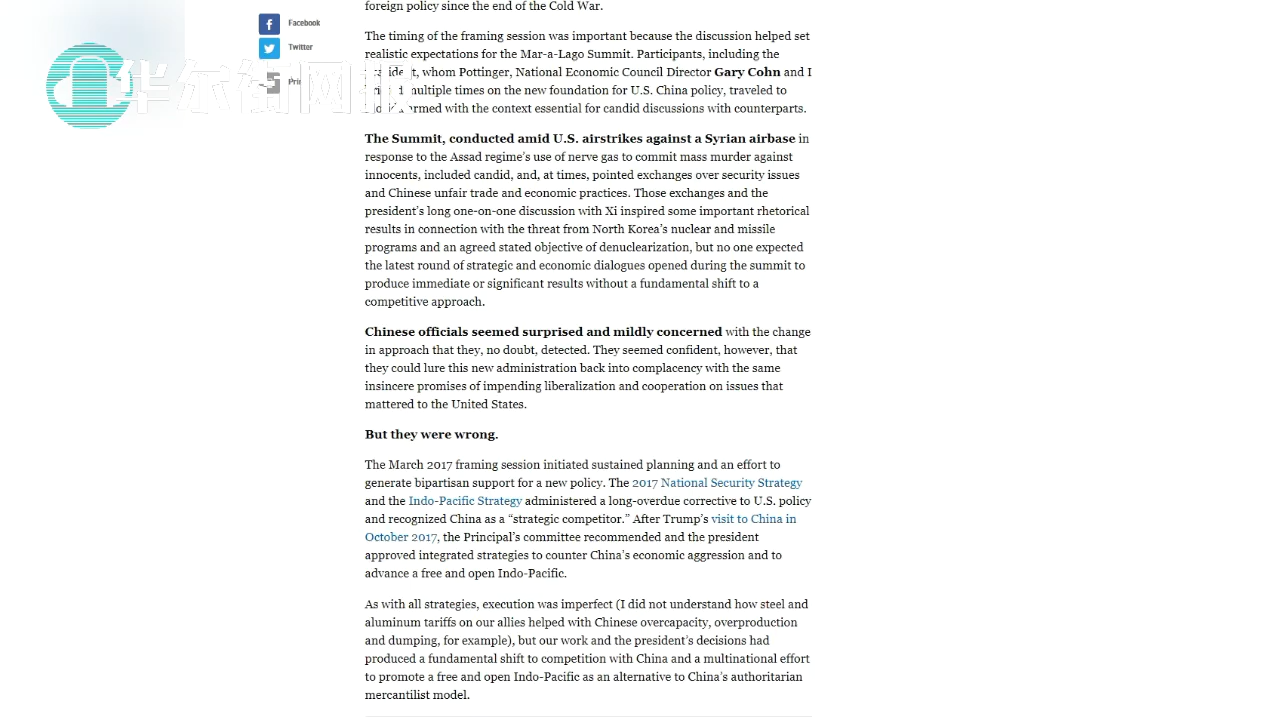 foreign policy since the end of the Cold War.
Facebook
Twitter
华尔街网报
The timing of the framing session was important because the discussion helped set
realistic expectations for the Mar-a-Lago Summit. Participants, including the
whom Pottinger, National Economic Council Director Gary Cohn and I
multiple times on the new foundation for U.S. China policy, traveled to
with the context essential for candid discussions with counterparts.
The Summit, conducted amid U.S. airstrikes against a Syrian airbase in
response to the Assad regime's use of nerve gas to commit mass murder against
innocents, included candid, and, at times, pointed exchanges over security issues
and Chinese unfair trade and economic practices. Those exchanges and the
president's long one-on-one discussion with Xi inspired some important rhetorical
results in connection with the threat from North Korea's nuclear and missile
programs and an agreed stated objective of denuclearization, but no one expected
the latest round of strategic and economic dialogues opened during the summit to
produce immediate or significant results without a fundamental shift to a
competitive approach.
Chinese officials seemed surprised and mildly concerned with the change
in approach that they, no doubt, detected. They seemed confident, however, that
they could lure this new administration back into complacency with the same
insincere promises of impending liberalization and cooperation on issues that
mattered to the United States.
But they were wrong.
The March 2017 framing session initiated sustained planning and an effort to
generate bipartisan support for a new policy. The 2017 National Security Strategy
and the Indo-Pacific Strategy administered a long-overdue corrective to U.S. policy
and recognized China as a “strategic competitor.” After Trump's visit to China in
October 2017, the Principal's committee recommended and the president
approved integrated strategies to counter China's economic aggression and to
advance a free and open Indo-Pacific.
As with all strategies, execution was imperfect (I did not understand how steel and
aluminum tariffs on our allies helped with Chinese overcapacity, overproduction
and dumping, for example), but our work and the president's decisions had
produced a fundamental shift to competition with China and a multinational effort
to promote a free and open Indo-Pacific as an alternative to China's authoritarian
mercantilist model.